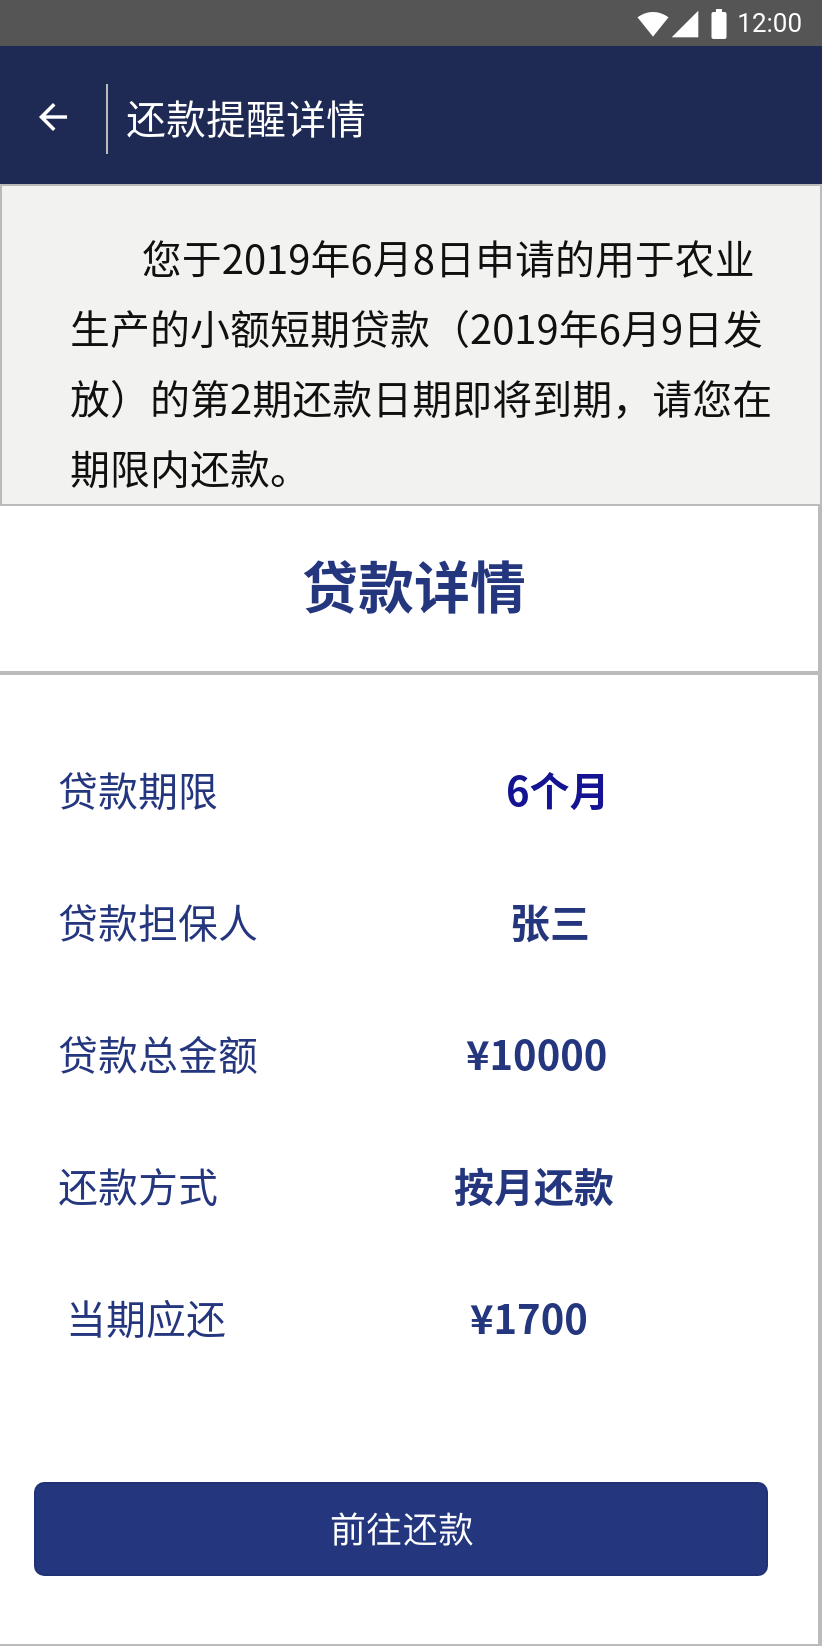 12:00
还款提醒详情
您于2019年6月8日申请的用于农业
生产的小额短期贷款（2019年6月9日发
放）的第2期还款日期即将到期，请您在
期限内还款。
贷款详情
贷款期限 6个月
贷款担保人 张三
贷款总金额 ¥10000
还款方式 按月还款
当期应还 ¥1700
前往还款